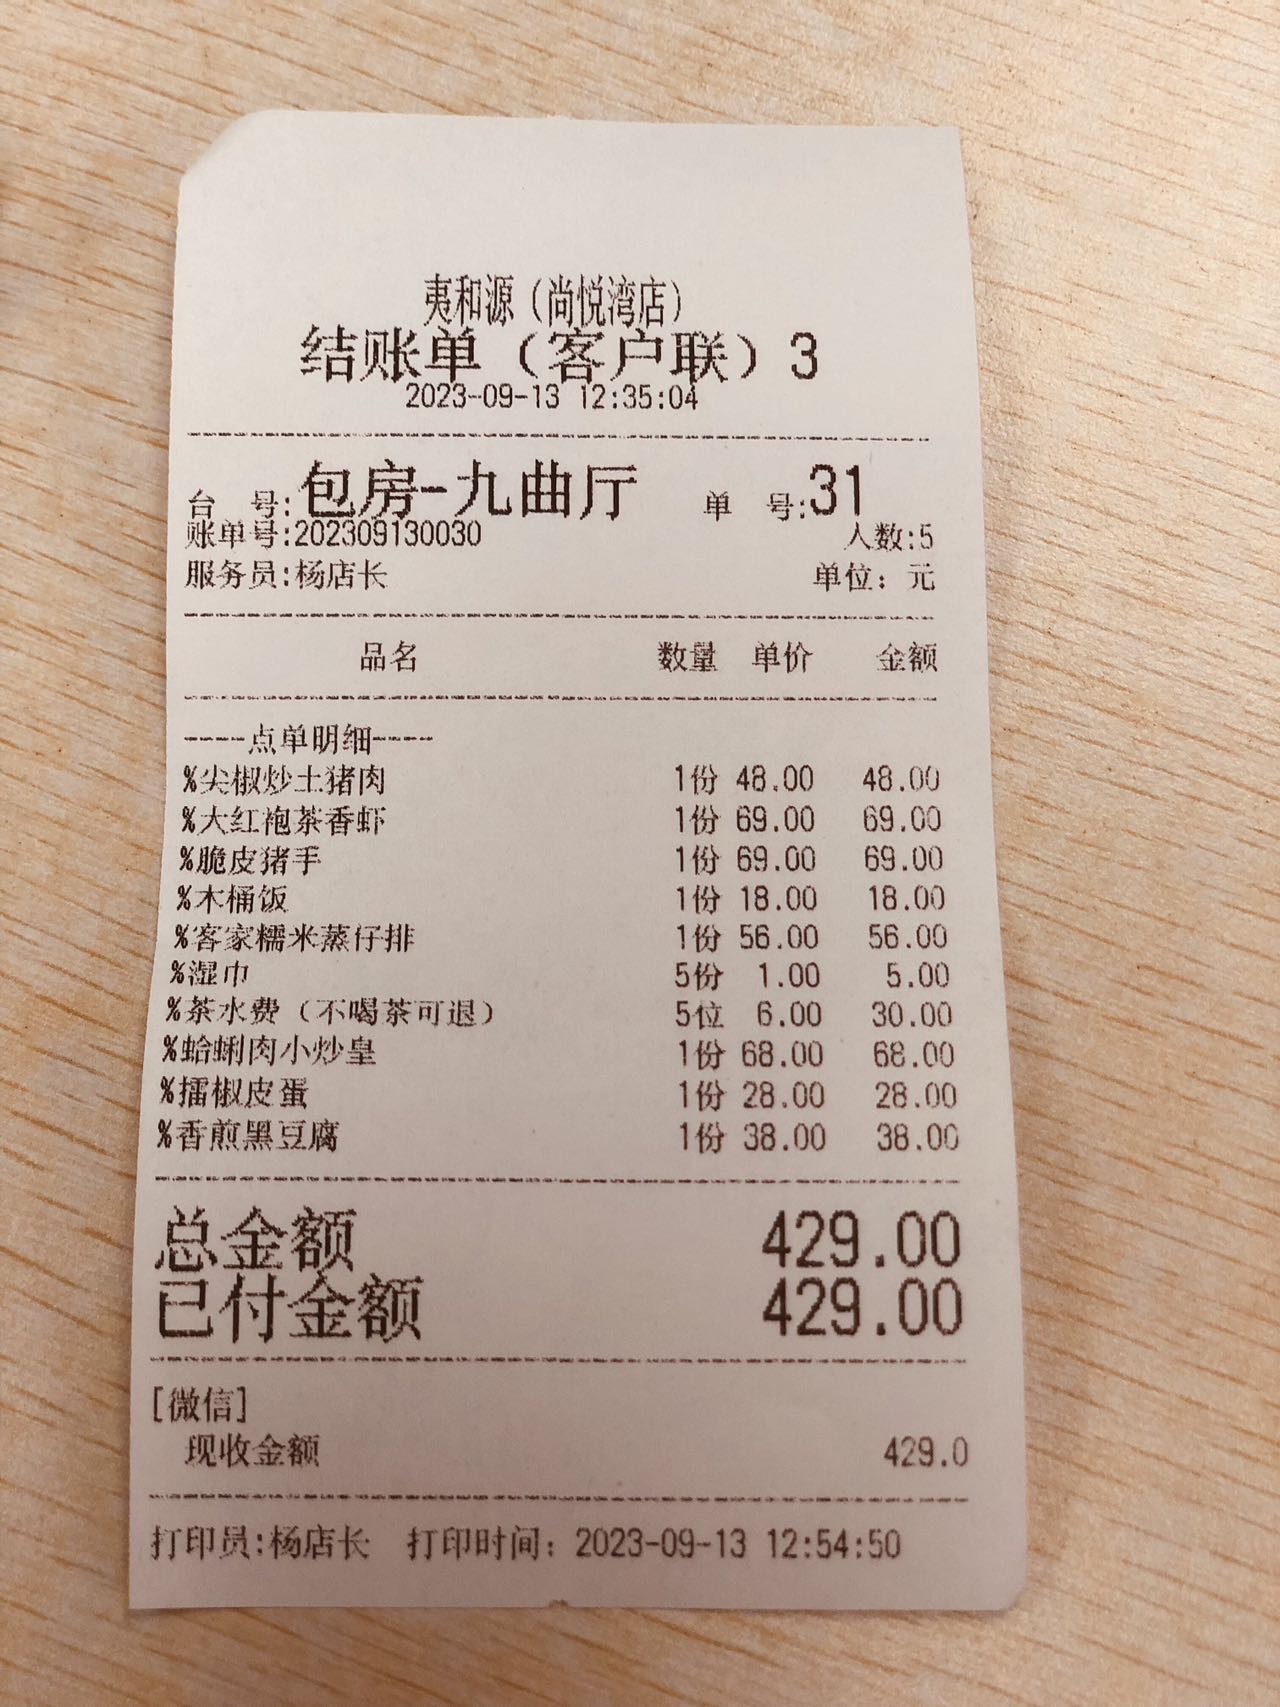 夷和源（尚悦湾店）
结账单（客户联）3
2023-09-13 12:35:04
台 号:包房-九曲厅 单 号:31
账单号:202309130030 人数:5
服务员:杨店长 单位：元
品名 数量 单价 金额
----点单明细----
%尖椒炒土猪肉 1份 48.00 48.00
%大红袍茶香虾 1份 69.00 69.00
%脆皮猪手 1份 69.00 69.00
%木桶饭 1份 18.00 18.00
%客家糯米蒸仔排 1份 56.00 56.00
%湿巾 5份 1.00 5.00
%茶水费（不喝茶可退） 5位 6.00 30.00
%蛤蜊肉小炒皇 1份 68.00 68.00
%擂椒皮蛋 1份 28.00 28.00
%香煎黑豆腐 1份 38.00 38.00
总金额 429.00
已付金额 429.00
[微信]
现收金额 429.0
打印员:杨店长 打印时间：2023-09-13 12:54:50